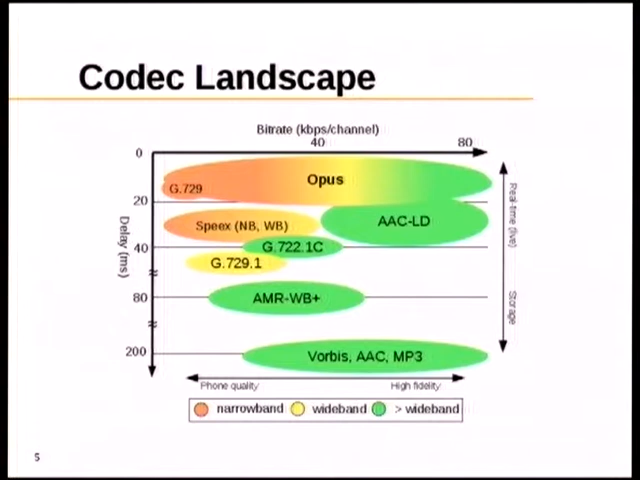 Codec Landscape
Bitrate (kbps/channel)
40
80
0
Opus
G.729
20
Speex (NB, WB)
AAC-LD
Delay (ms)
40
G.722.1C
G.729.1
80
AMR-WB+
200
Vorbis, AAC, MP3
Real-time (live)
Storage
Phone quality
High fidelity
narrowband
wideband
> wideband
5